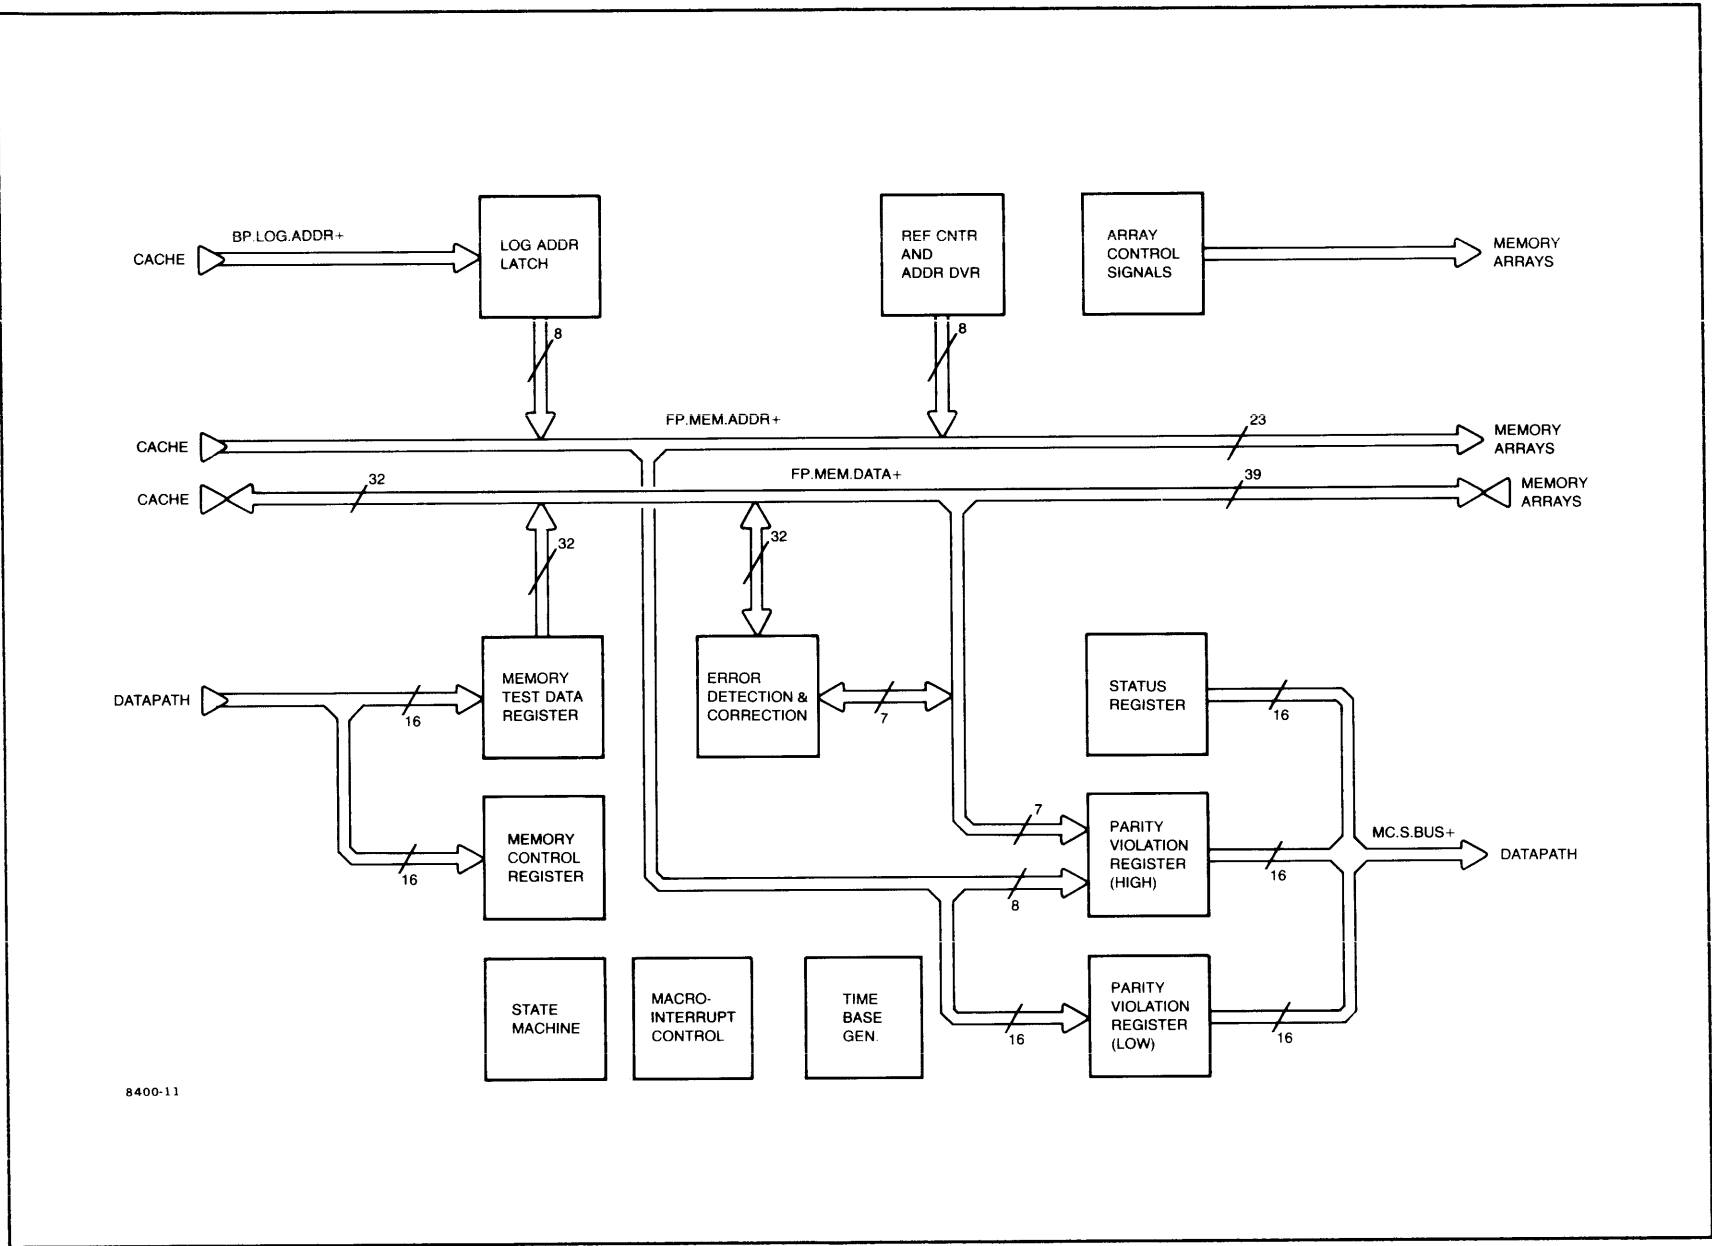 BP.LOG.ADDR+
CACHE
LOG ADDR
LATCH
REF CNTR
AND
ADDR DVR
ARRAY
CONTROL
SIGNALS
MEMORY
ARRAYS
8
8
FP.MEM.ADDR+
23
CACHE
MEMORY
ARRAYS
FP.MEM.DATA+
32
39
CACHE
MEMORY
ARRAYS
32
32
DATAPATH
16
MEMORY
TEST DATA
REGISTER
ERROR
DETECTION &
CORRECTION
7
STATUS
REGISTER
16
16
MEMORY
CONTROL
REGISTER
7
8
PARITY
VIOLATION
REGISTER
(HIGH)
16
MC.S.BUS+
DATAPATH
STATE
MACHINE
MACRO-
INTERRUPT
CONTROL
TIME
BASE
GEN.
16
PARITY
VIOLATION
REGISTER
(LOW)
16
8400-11